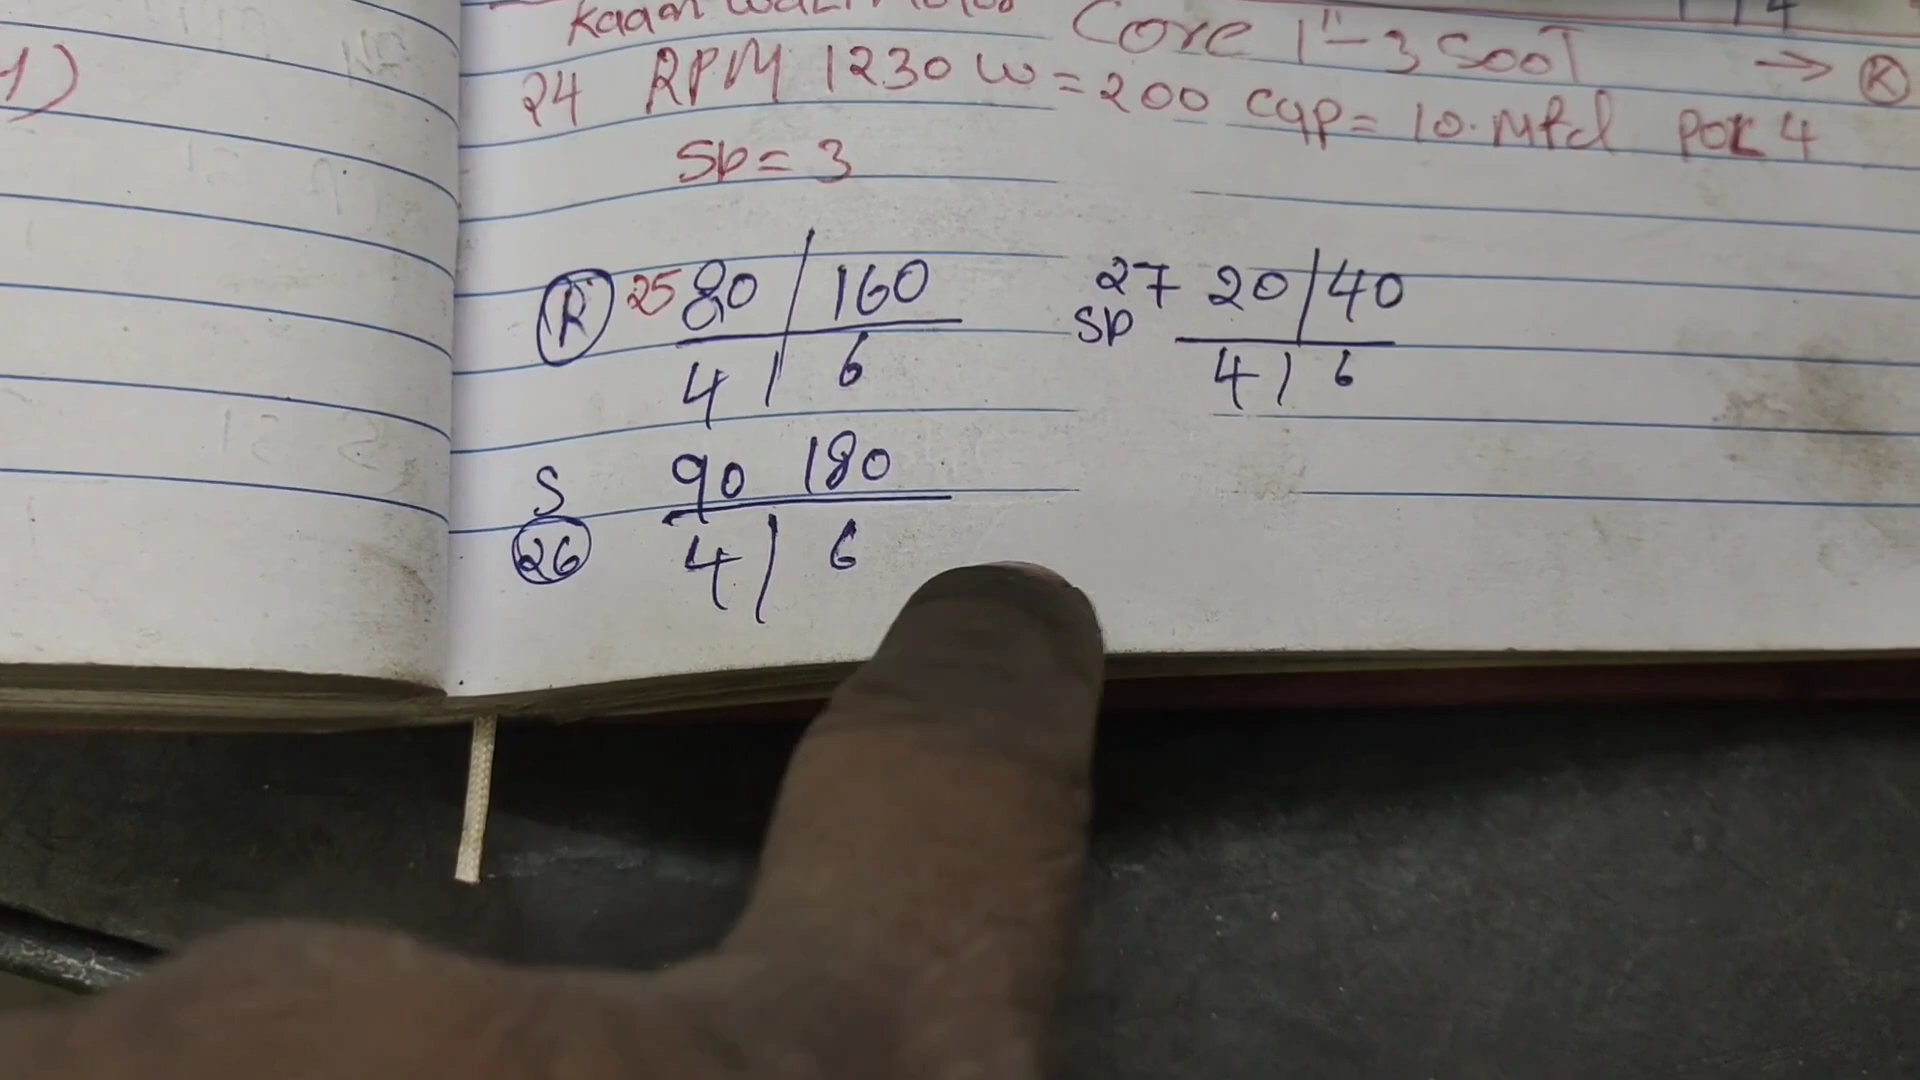 Core 1"-3 SooT → K
1)
24 RPM 1230 W=200 Cap=10.Mfd POL 4
Sp=3
R 25 80/160 27 20/40
Sp
4/6 4/6
S 90 180
26 4/6